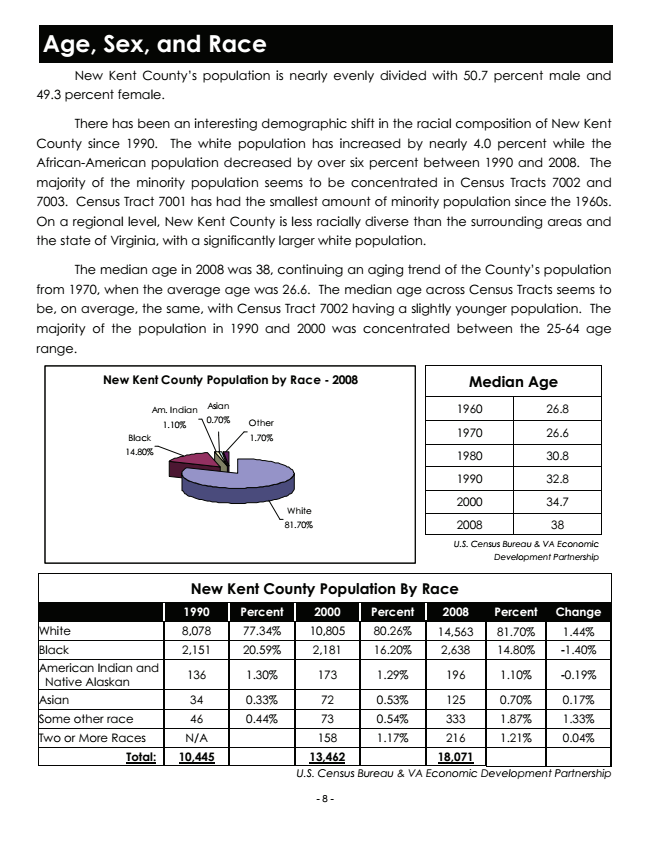 Age, Sex, and Race
New Kent County's population is nearly evenly divided with 50.7 percent male and
49.3 percent female.
There has been an interesting demographic shift in the racial composition of New Kent
County since 1990. The white population has increased by nearly 4.0 percent while the
African-American population decreased by over six percent between 1990 and 2008. The
majority of the minority population seems to be concentrated in Census Tracts 7002 and
7003. Census Tract 7001 has had the smallest amount of minority population since the 1960s.
On a regional level, New Kent County is less racially diverse than the surrounding areas and
the state of Virginia, with a significantly larger white population.
The median age in 2008 was 38, continuing an aging trend of the County's population
from 1970, when the average age was 26.6. The median age across Census Tracts seems to
be, on average, the same, with Census Tract 7002 having a slightly younger population. The
majority of the population in 1990 and 2000 was concentrated between the 25-64 age
range.
New Kent County Population by Race - 2008
Am. Indian
1.10%
Asian
0.70%
Other
1.70%
Black
14.80%
White
81.70%
Median Age
1960 26.8
1970 26.6
1980 30.8
1990 32.8
2000 34.7
2008 38
U.S. Census Bureau & VA Economic
Development Partnership
New Kent County Population By Race
1990 Percent 2000 Percent 2008 Percent Change
White 8,078 77.34% 10,805 80.26% 14,563 81.70% 1.44%
Black 2,151 20.59% 2,181 16.20% 2,638 14.80% -1.40%
American Indian and
Native Alaskan 136 1.30% 173 1.29% 196 1.10% -0.19%
Asian 34 0.33% 72 0.53% 125 0.70% 0.17%
Some other race 46 0.44% 73 0.54% 333 1.87% 1.33%
Two or More Races N/A 158 1.17% 216 1.21% 0.04%
Total: 10,445 13,462 18,071
U.S. Census Bureau & VA Economic Development Partnership
- 8 -